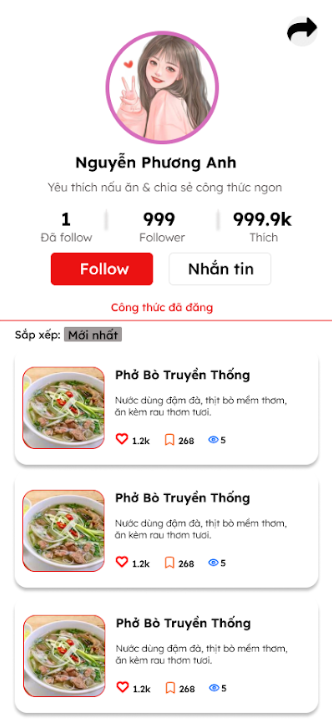 Nguyễn Phương Anh
Yêu thích nấu ăn & chia sẻ công thức ngon
1 999 999.9k
Đã follow Follower Thích
Follow Nhắn tin
Công thức đã đăng
Sắp xếp: Mới nhất
Phở Bò Truyền Thống
Nước dùng đậm đà, thịt bò mềm thơm,
ăn kèm rau thơm tươi.
1.2k 268 5
Phở Bò Truyền Thống
Nước dùng đậm đà, thịt bò mềm thơm,
ăn kèm rau thơm tươi.
1.2k 268 5
Phở Bò Truyền Thống
Nước dùng đậm đà, thịt bò mềm thơm,
ăn kèm rau thơm tươi.
1.2k 268 5